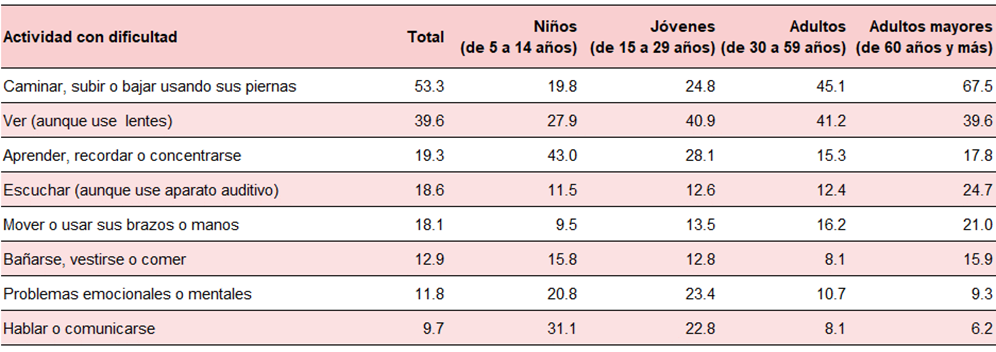 Actividad con dificultad Total Niños (de 5 a 14 años) Jóvenes (de 15 a 29 años) Adultos (de 30 a 59 años) Adultos mayores (de 60 años y más)
Caminar, subir o bajar usando sus piernas 53.3 19.8 24.8 45.1 67.5
Ver (aunque use lentes) 39.6 27.9 40.9 41.2 39.6
Aprender, recordar o concentrarse 19.3 43.0 28.1 15.3 17.8
Escuchar (aunque use aparato auditivo) 18.6 11.5 12.6 12.4 24.7
Mover o usar sus brazos o manos 18.1 9.5 13.5 16.2 21.0
Bañarse, vestirse o comer 12.9 15.8 12.8 8.1 15.9
Problemas emocionales o mentales 11.8 20.8 23.4 10.7 9.3
Hablar o comunicarse 9.7 31.1 22.8 8.1 6.2